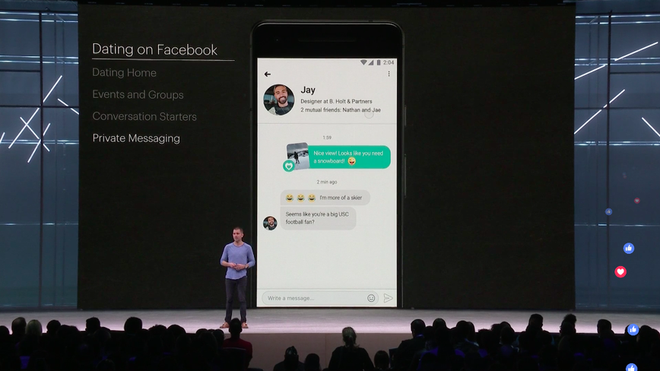 Dating on Facebook
Dating Home
Events and Groups
Conversation Starters
Private Messaging
2:04
Jay
Designer at B. Holt & Partners
2 mutual friends: Nathan and Jae
1:59
Nice view! Looks like you need
a snowboard! 😜
2 min ago
😂 😂 😂 I'm more of a skier
Seems like you're a big USC
football fan?
Write a message...